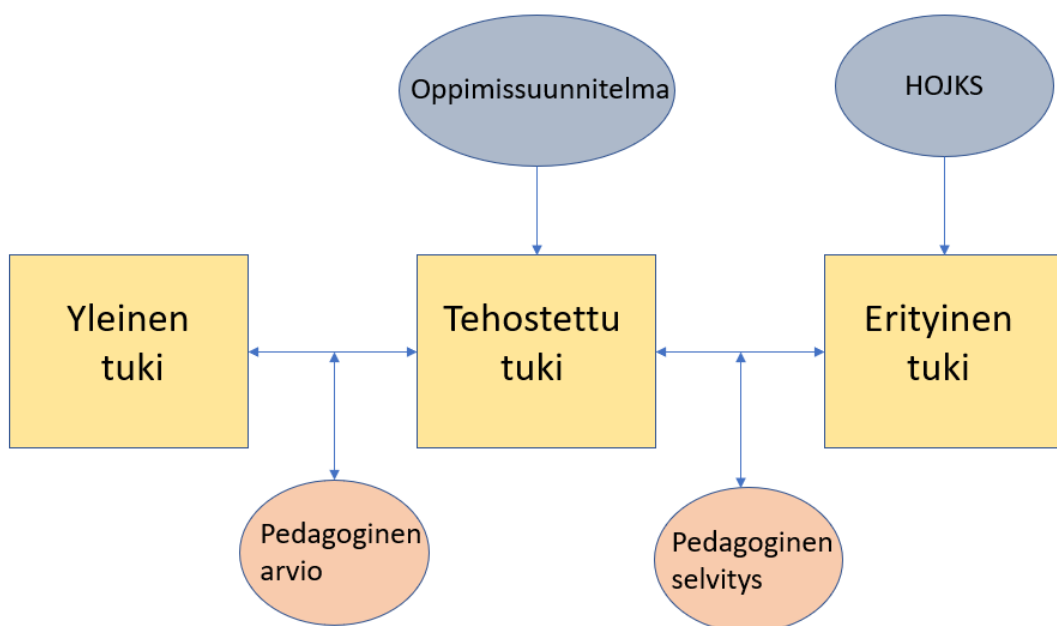 Oppimissuunnitelma
HOJKS
Yleinen
tuki
Tehostettu
tuki
Erityinen
tuki
Pedagoginen
arvio
Pedagoginen
selvitys